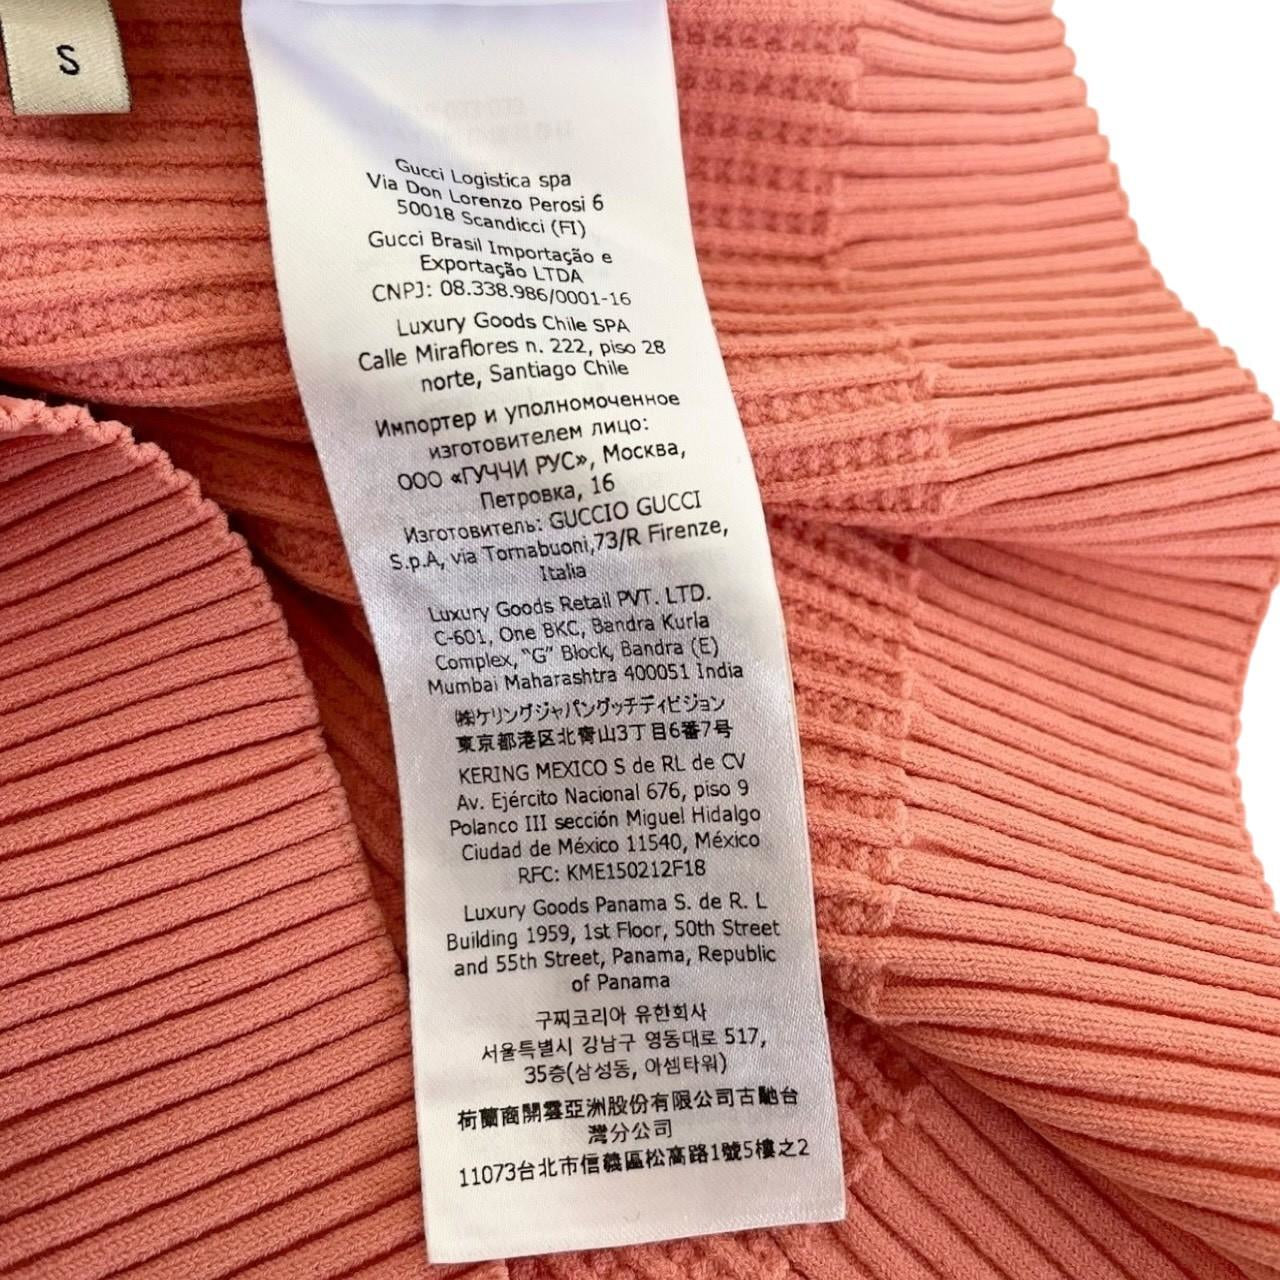 S
Gucci Logistica spa
Via Don Lorenzo Perosi 6
50018 Scandicci (FI)
Gucci Brasil Importação e
Exportação LTDA
CNPJ: 08.338.986/0001-16
Luxury Goods Chile SPA
Calle Miraflores n. 222, piso 28
norte, Santiago Chile
Импортер и уполномоченное
изготовителем лицо:
ООО «ГУЧЧИ РУС», Москва,
Петровка, 16
Изготовитель: GUCCIO GUCCI
S.p.A, via Tornabuoni,73/R Firenze,
Italia
Luxury Goods Retail PVT. LTD.
C-601, One BKC, Bandra Kurla
Complex, "G" Block, Bandra (E)
Mumbai Maharashtra 400051 India
㈱ケリングジャパングッチディビジョン
東京都港区北青山3丁目6番7号
KERING MEXICO S de RL de CV
Av. Ejército Nacional 676, piso 9
Polanco III sección Miguel Hidalgo
Ciudad de México 11540, México
RFC: KME150212F18
Luxury Goods Panama S. de R. L
Building 1959, 1st Floor, 50th Street
and 55th Street, Panama, Republic
of Panama
구찌코리아 유한회사
서울특별시 강남구 영동대로 517,
35층(삼성동, 아셈타워)
荷蘭商開雲亞洲股份有限公司古馳台
灣分公司
11073台北市信義區松高路1號5樓之2